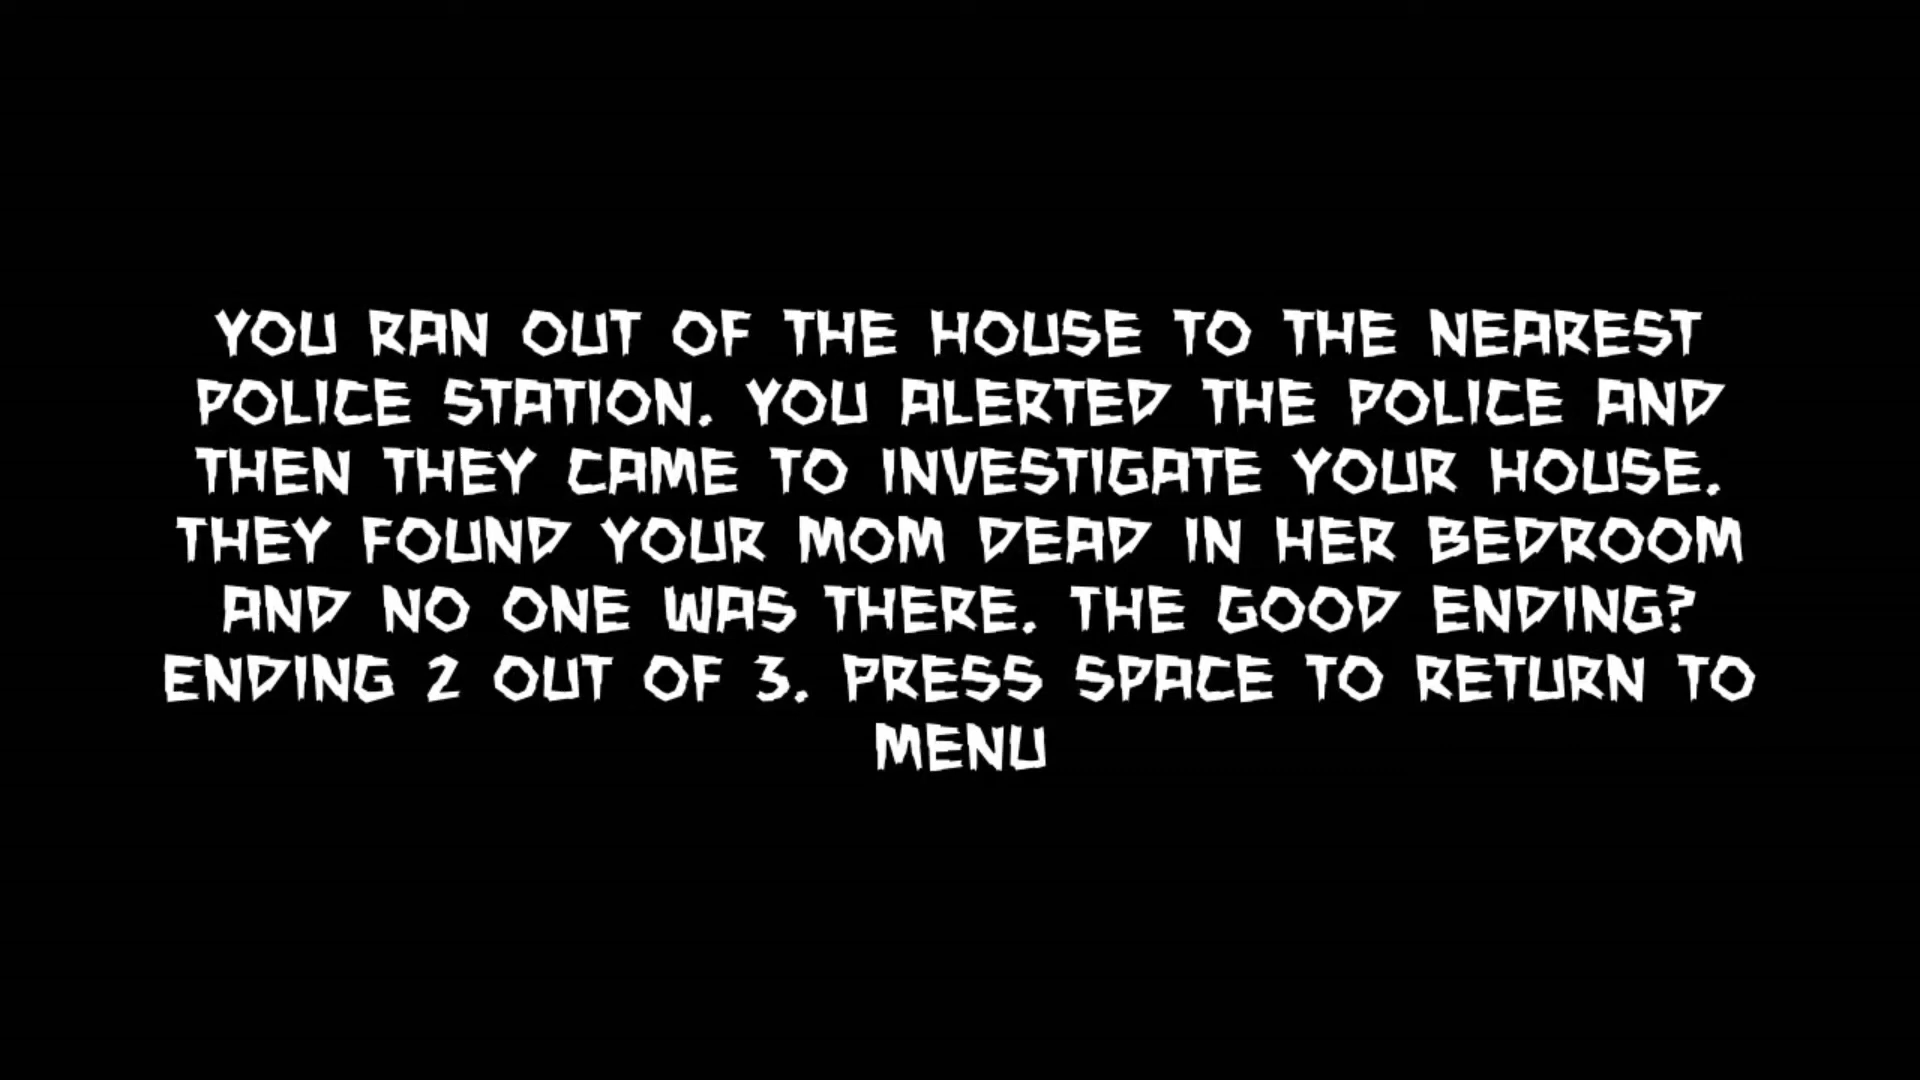 YOU RAN OUT OF THE HOUSE TO THE NEAREST
POLICE STATION. YOU ALERTED THE POLICE AND
THEN THEY CAME TO INVESTIGATE YOUR HOUSE.
THEY FOUND YOUR MOM DEAD IN HER BEDROOM
AND NO ONE WAS THERE. THE GOOD ENDING?
ENDING 2 OUT OF 3. PRESS SPACE TO RETURN TO
MENU